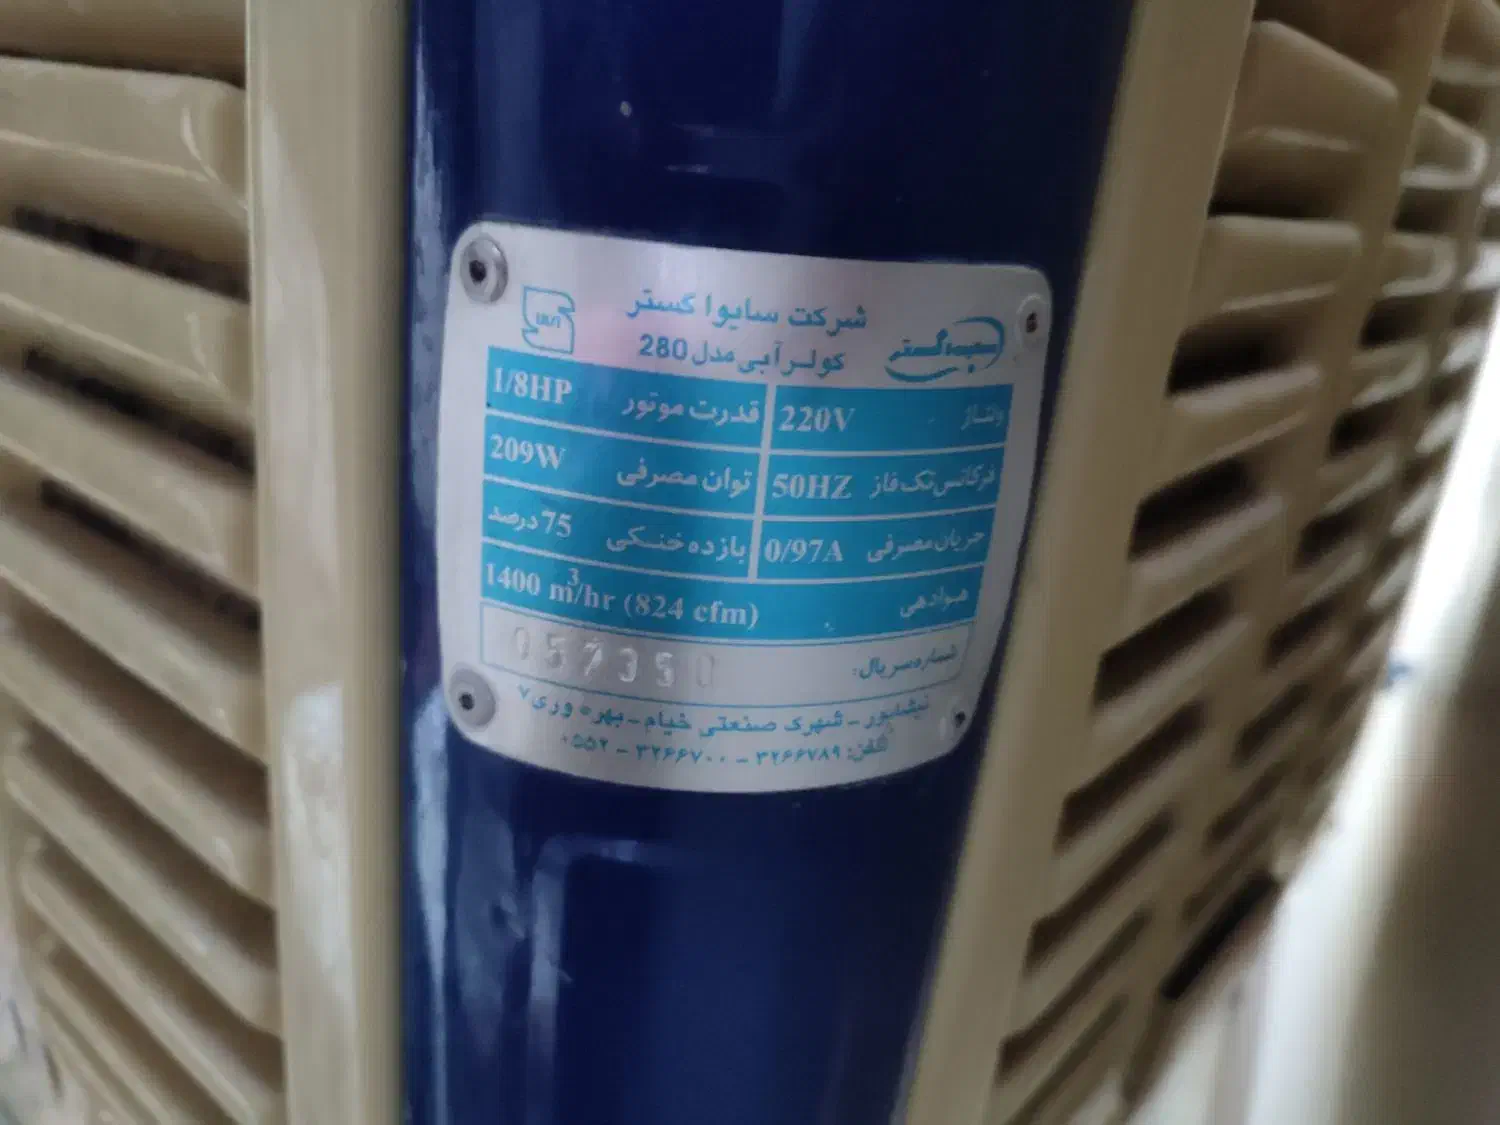 شرکت سایوا گستر
کولر آبی مدل 280
سپیده گستر
ولتاژ 220V
قدرت موتور 1/8HP
فرکانس تک فاز 50HZ
توان مصرفی 209W
جریان مصرفی 0/97A
بازده خنکی 75 درصد
هوادهی 1400 m³/hr (824 cfm)
شماره سریال:
نیشابور - شهرک صنعتی خیام - بهره وری ۷
تلفن: ۳۲۶۶۷۸۹ - ۳۲۶۶۷۰۰ - ۰۵۵۲